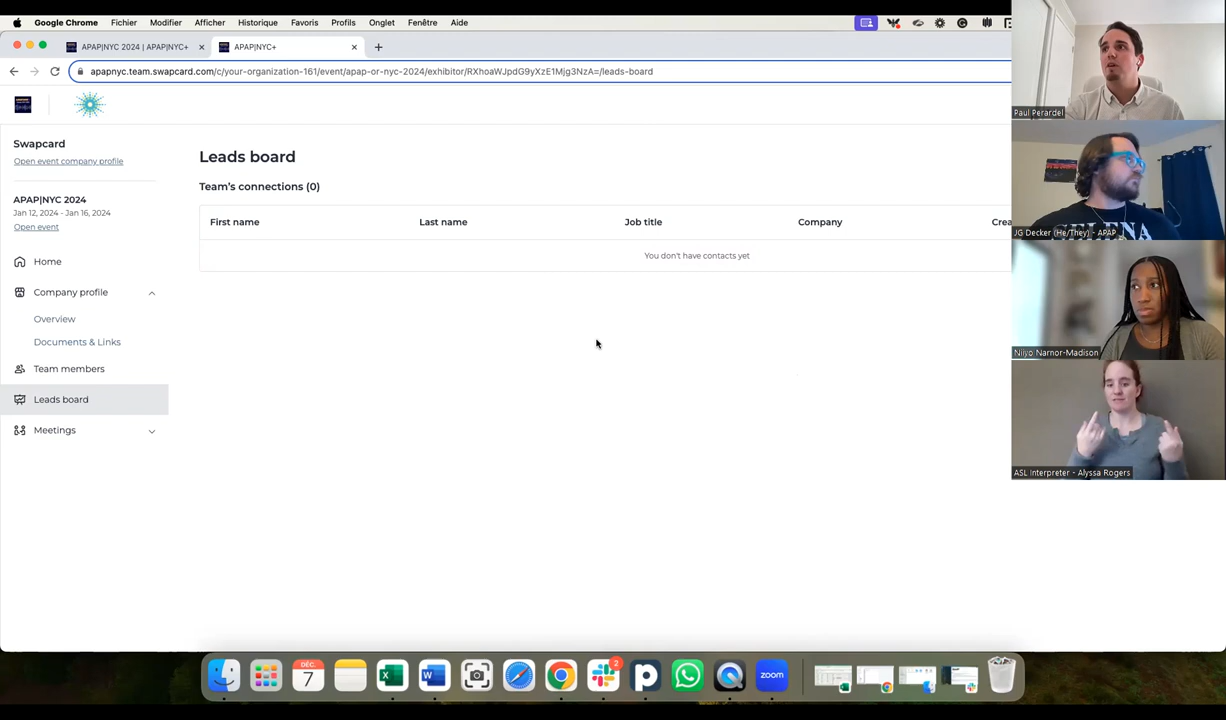 Google Chrome Fichier Modifier Afficher Historique Favoris Profils Onglet Fenêtre Aide
APAP|NYC 2024 | APAP|NYC+
APAP|NYC+
apapnyc.team.swapcard.com/c/your-organization-161/event/apap-or-nyc-2024/exhibitor/RXhoaWJpdG9yXzE1Mjg3NzA=/leads-board
Paul Perardel
Swapcard
Open event company profile
APAP|NYC 2024
Jan 12, 2024 - Jan 16, 2024
Open event
Home
Company profile
Overview
Documents & Links
Team members
Leads board
Meetings
Leads board
Team's connections (0)
First name Last name Job title Company Crea
You don't have contacts yet
JG Decker (He/They) - APAP
Niiyo Narnor-Madison
ASL Interpreter - Alyssa Rogers
DÉC.
7
2
zoom